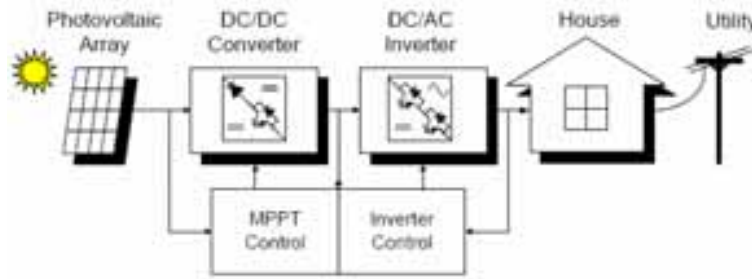 Photovoltaic
Array
DC/DC
Converter
DC/AC
Inverter
House
Utility
MPPT
Control
Inverter
Control